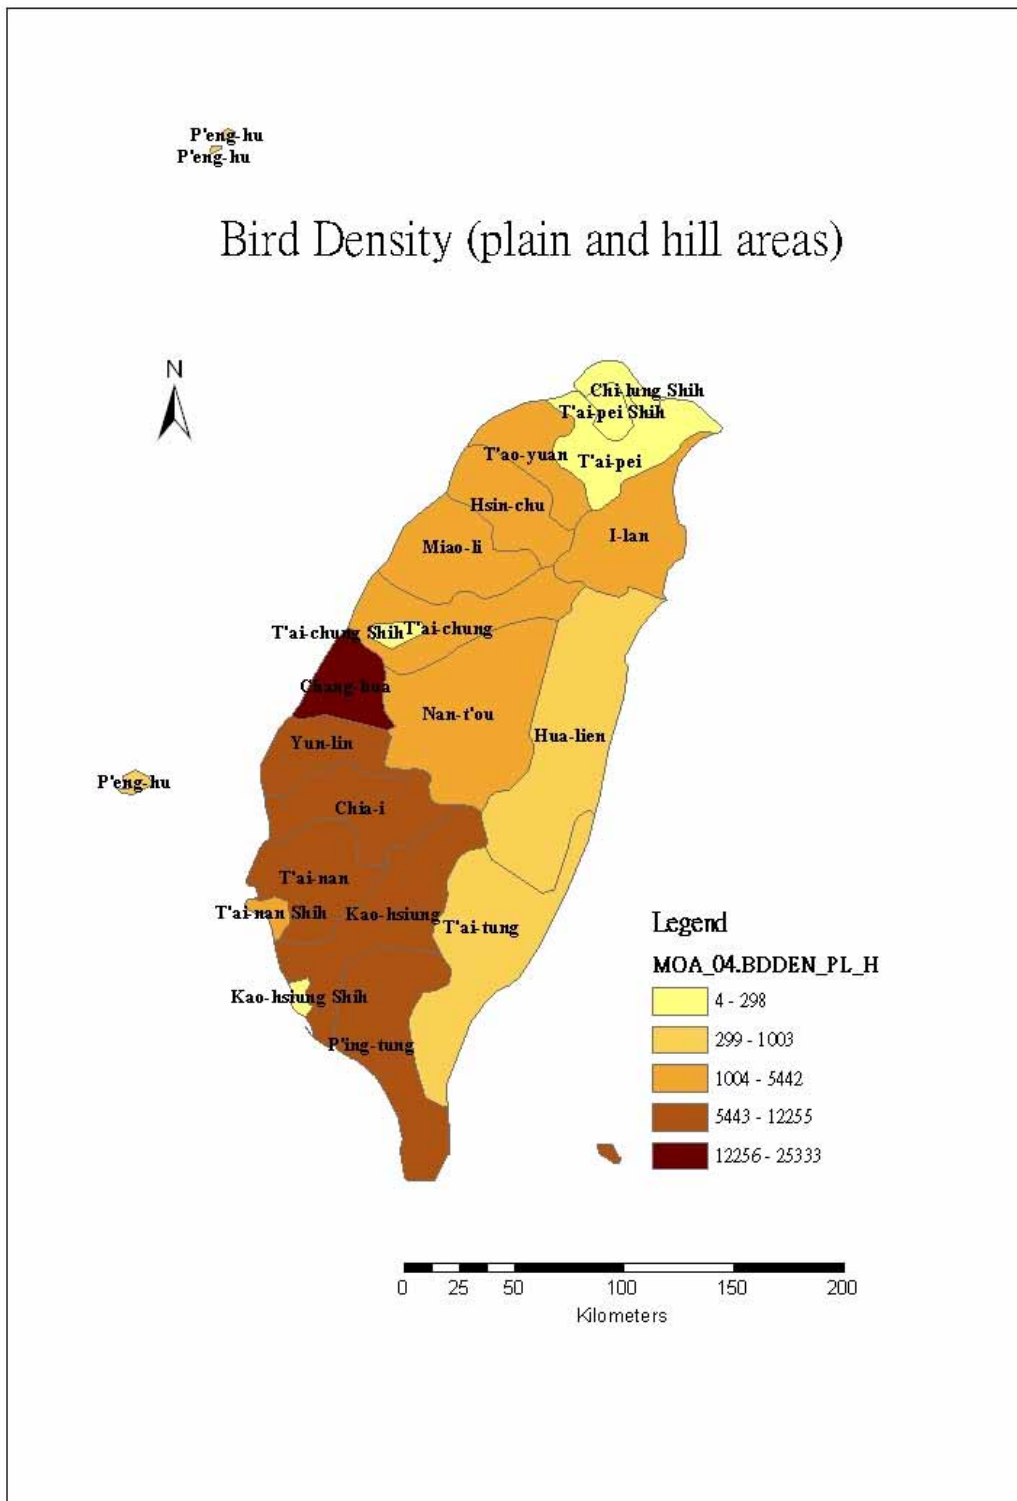 P'eng-hu
P'eng-hu
Bird Density (plain and hill areas)
N
Chi-lung Shih
T'ai-pei Shih
T'ao-yuan
T'ai-pei
Hsin-chu
I-lan
Miao-li
T'ai-chung Shih
T'ai-chung
Chang-hua
Nan-t'ou
Hua-lien
Yun-lin
P'eng-hu
Chia-i
T'ai-nan
T'ai-nan Shih
Kao-hsiung
T'ai-tung
Legend
MOA_04.BDDEN_PL_H
Kao-hsiung Shih
4 - 298
299 - 1003
P'ing-tung
1004 - 5442
5443 - 12255
12256 - 25333
0 25 50 100 150 200
Kilometers